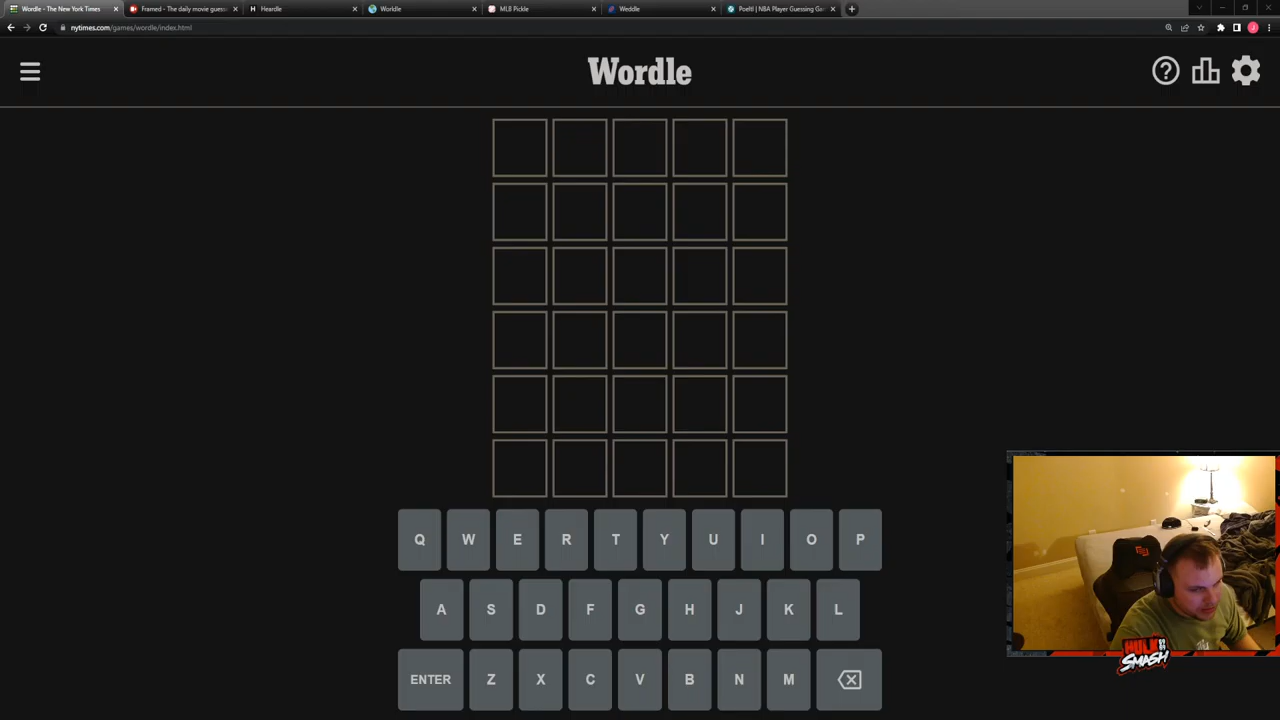 Wordle - The New York Times
Framed - The daily movie guess
Heardle
Worldle
MLB Pickle
Weddle
Poeltl | NBA Player Guessing Ga
nytimes.com/games/wordle/index.html
J
Wordle
Q W E R T Y U I O P
A S D F G H J K L
ENTER Z X C V B N M
HULK
SMASH